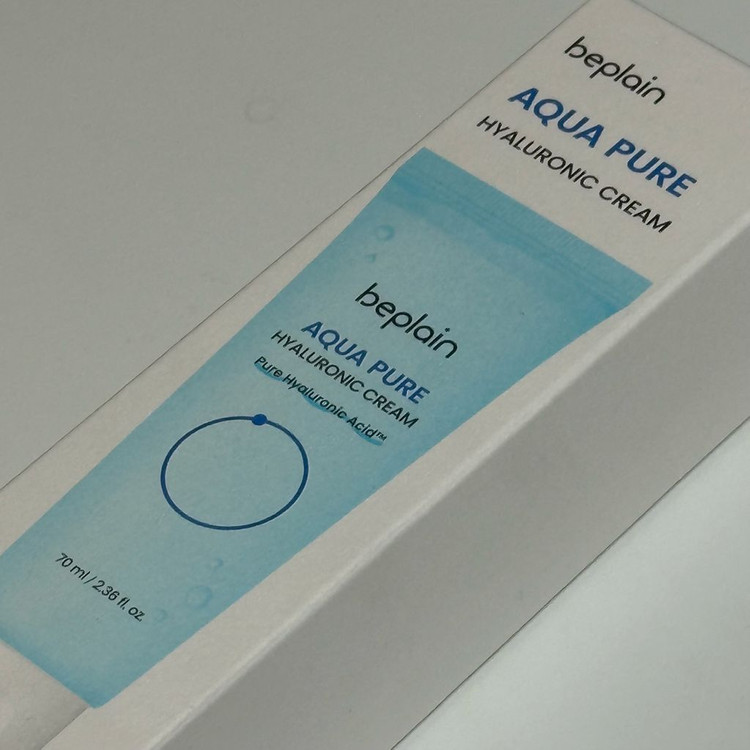 beplain
AQUA PURE
HYALURONIC CREAM
beplain
AQUA PURE
HYALURONIC CREAM
Pure Hyaluronic Acid™
70 ml / 2.36 fl. oz.